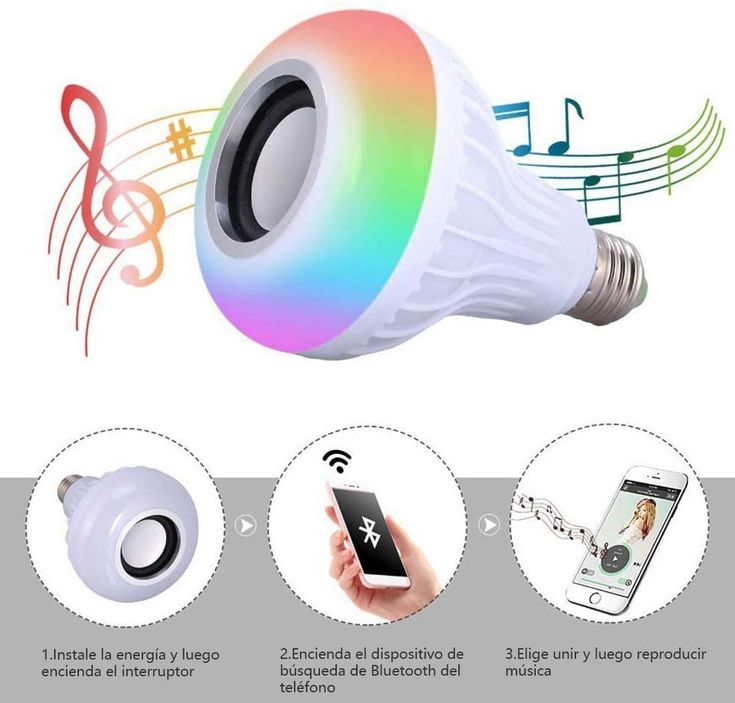 1.Instale la energía y luego
encienda el interruptor
2.Encienda el dispositivo de
búsqueda de Bluetooth del
teléfono
3.Elige unir y luego reproducir
música